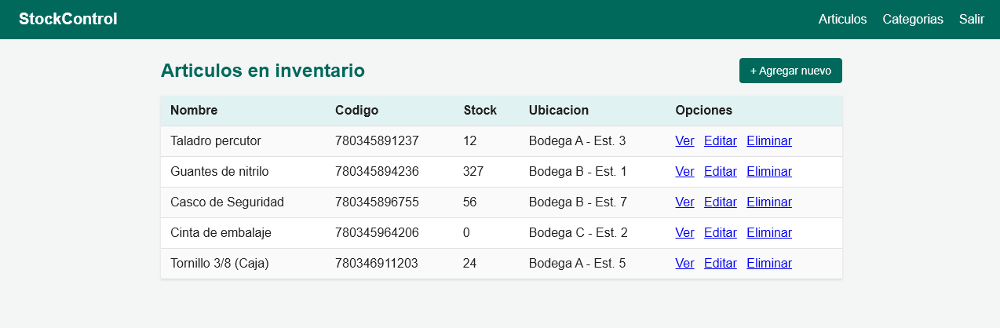 StockControl Articulos Categorias Salir
Articulos en inventario + Agregar nuevo
Nombre Codigo Stock Ubicacion Opciones
Taladro percutor 780345891237 12 Bodega A - Est. 3 Ver Editar Eliminar
Guantes de nitrilo 780345894236 327 Bodega B - Est. 1 Ver Editar Eliminar
Casco de Seguridad 780345896755 56 Bodega B - Est. 7 Ver Editar Eliminar
Cinta de embalaje 780345964206 0 Bodega C - Est. 2 Ver Editar Eliminar
Tornillo 3/8 (Caja) 780346911203 24 Bodega A - Est. 5 Ver Editar Eliminar